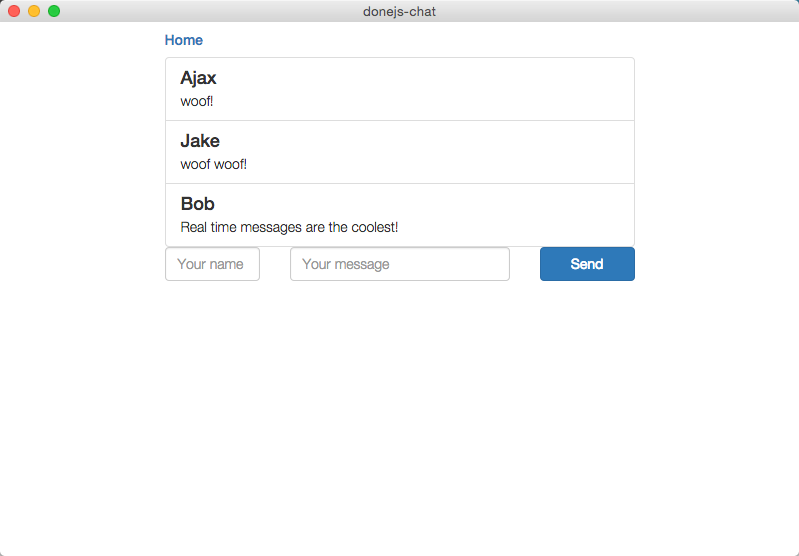 donejs-chat
Home
Ajax
woof!
Jake
woof woof!
Bob
Real time messages are the coolest!
Your name Your message Send